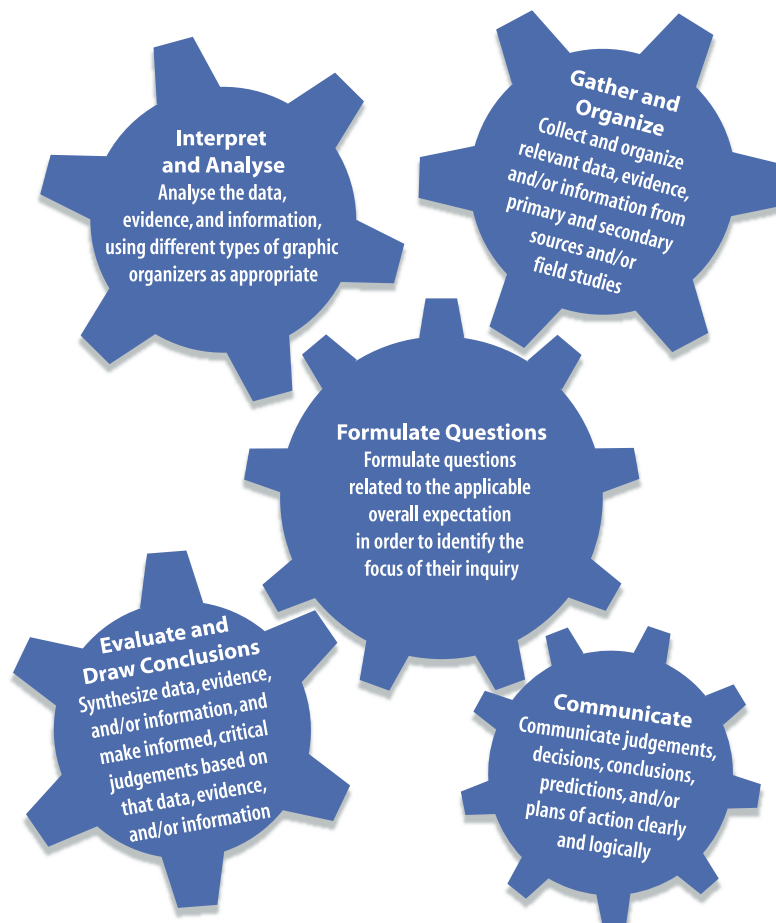 Interpret
and Analyse
Analyse the data,
evidence, and information,
using different types of graphic
organizers as appropriate
Gather and
Organize
Collect and organize
relevant data, evidence,
and/or information from
primary and secondary
sources and/or
field studies
Formulate Questions
Formulate questions
related to the applicable
overall expectation
in order to identify the
focus of their inquiry
Evaluate and
Draw Conclusions
Synthesize data, evidence,
and/or information, and
make informed, critical
judgements based on
that data, evidence,
and/or information
Communicate
Communicate judgements,
decisions, conclusions,
predictions, and/or
plans of action clearly
and logically